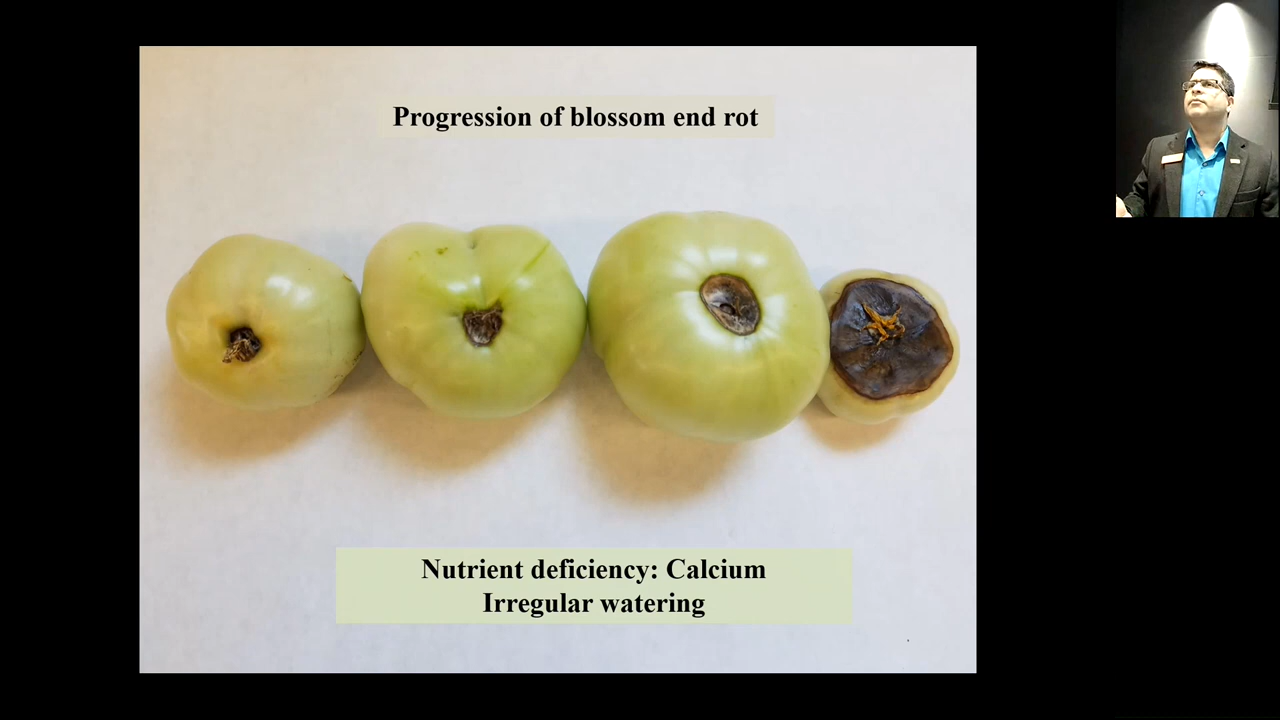 Progression of blossom end rot
Nutrient deficiency: Calcium
Irregular watering